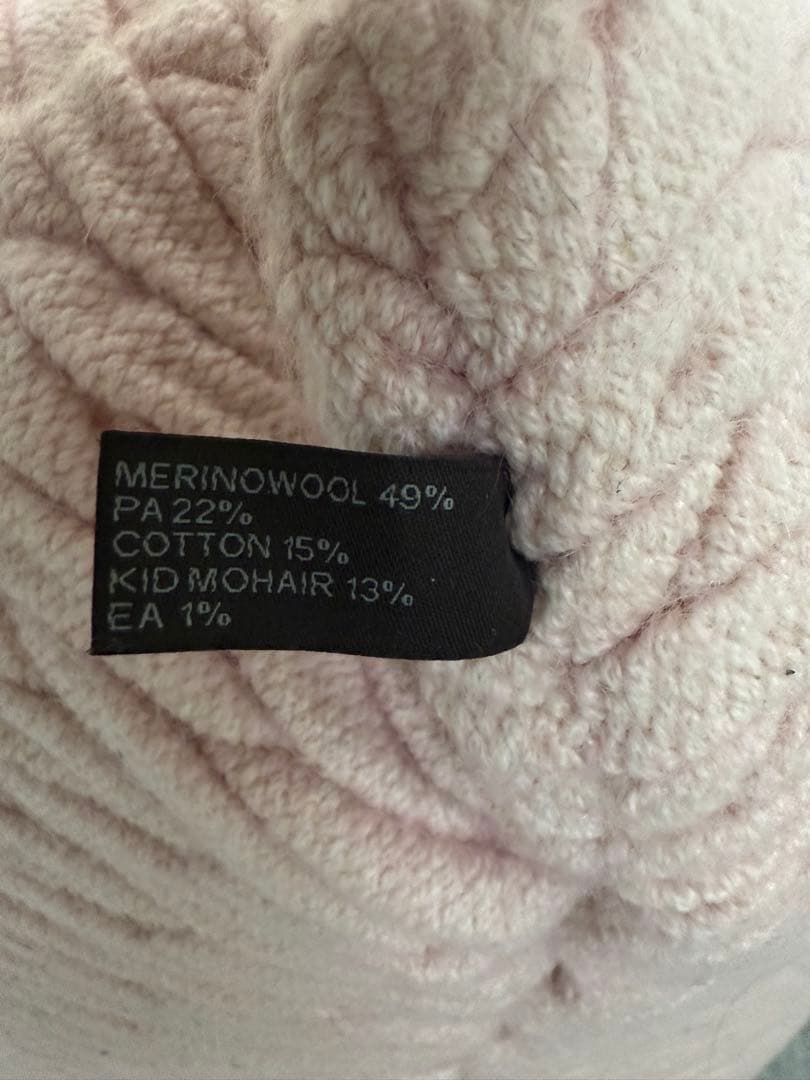 MERINOWOOL 49%
PA 22%
COTTON 15%
KID MOHAIR 13%
EA 1%